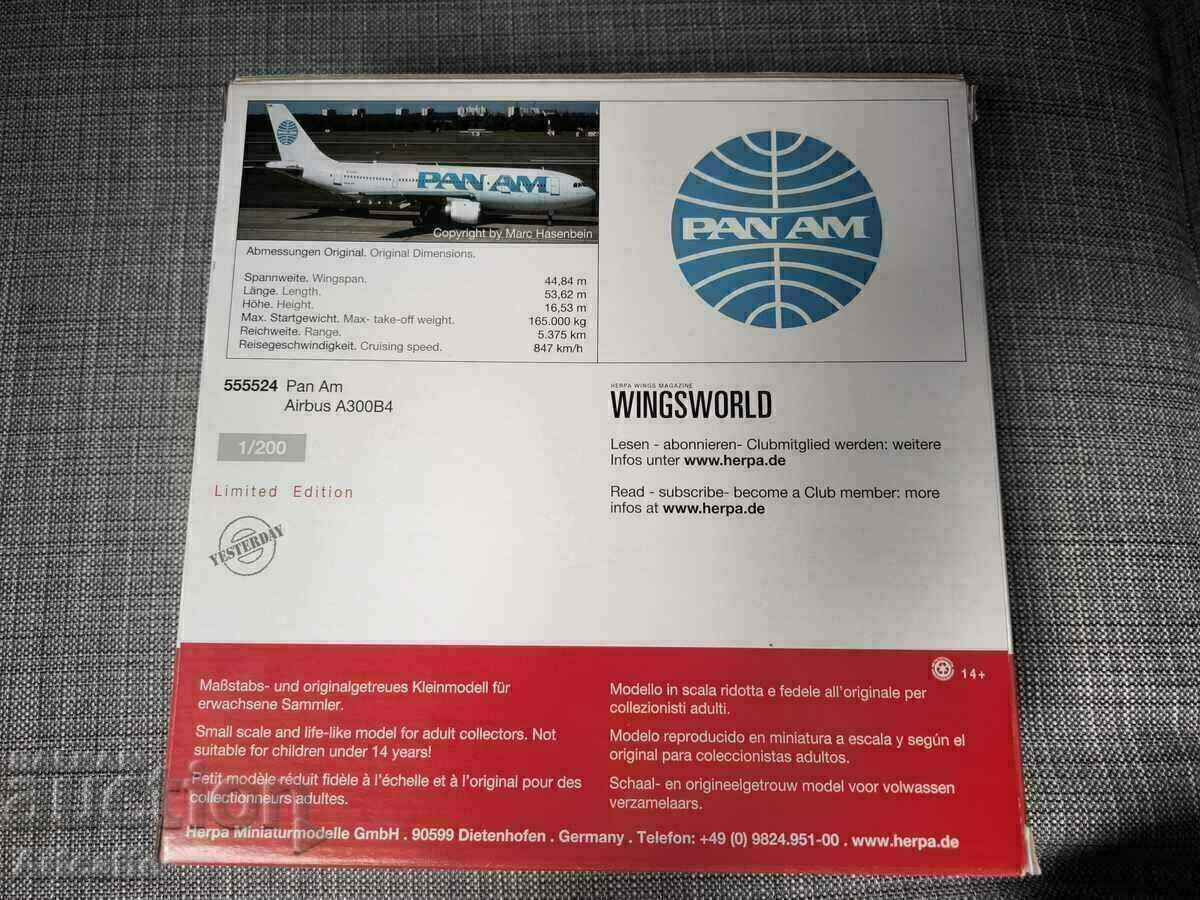 PAN AM
Copyright by Marc Hasenbein
Abmessungen Original. Original Dimensions.
Spannweite. Wingspan. 44,84 m
Länge. Length. 53,62 m
Höhe. Height. 16,53 m
Max. Startgewicht. Max- take-off weight. 165.000 kg
Reichweite. Range. 5.375 km
Reisegeschwindigkeit. Cruising speed. 847 km/h
PAN AM
555524 Pan Am
Airbus A300B4
1/200
Limited Edition
YESTERDAY
HERPA WINGS MAGAZINE
WINGSWORLD
Lesen - abonnieren- Clubmitglied werden: weitere
Infos unter www.herpa.de
Read - subscribe- become a Club member: more
infos at www.herpa.de
14+
Maßstabs- und originalgetreues Kleinmodell für
erwachsene Sammler.
Small scale and life-like model for adult collectors. Not
suitable for children under 14 years!
Petit modèle réduit fidèle à l'échelle et à l'original pour des
collectionneurs adultes.
Modello in scala ridotta e fedele all'originale per
collezionisti adulti.
Modelo reproducido en miniatura a escala y según el
original para coleccionistas adultos.
Schaal- en origineelgetrouw model voor volwassen
verzamelaars.
Herpa Miniaturmodelle GmbH . 90599 Dietenhofen . Germany . Telefon: +49 (0) 9824.951-00 . www.herpa.de
auction